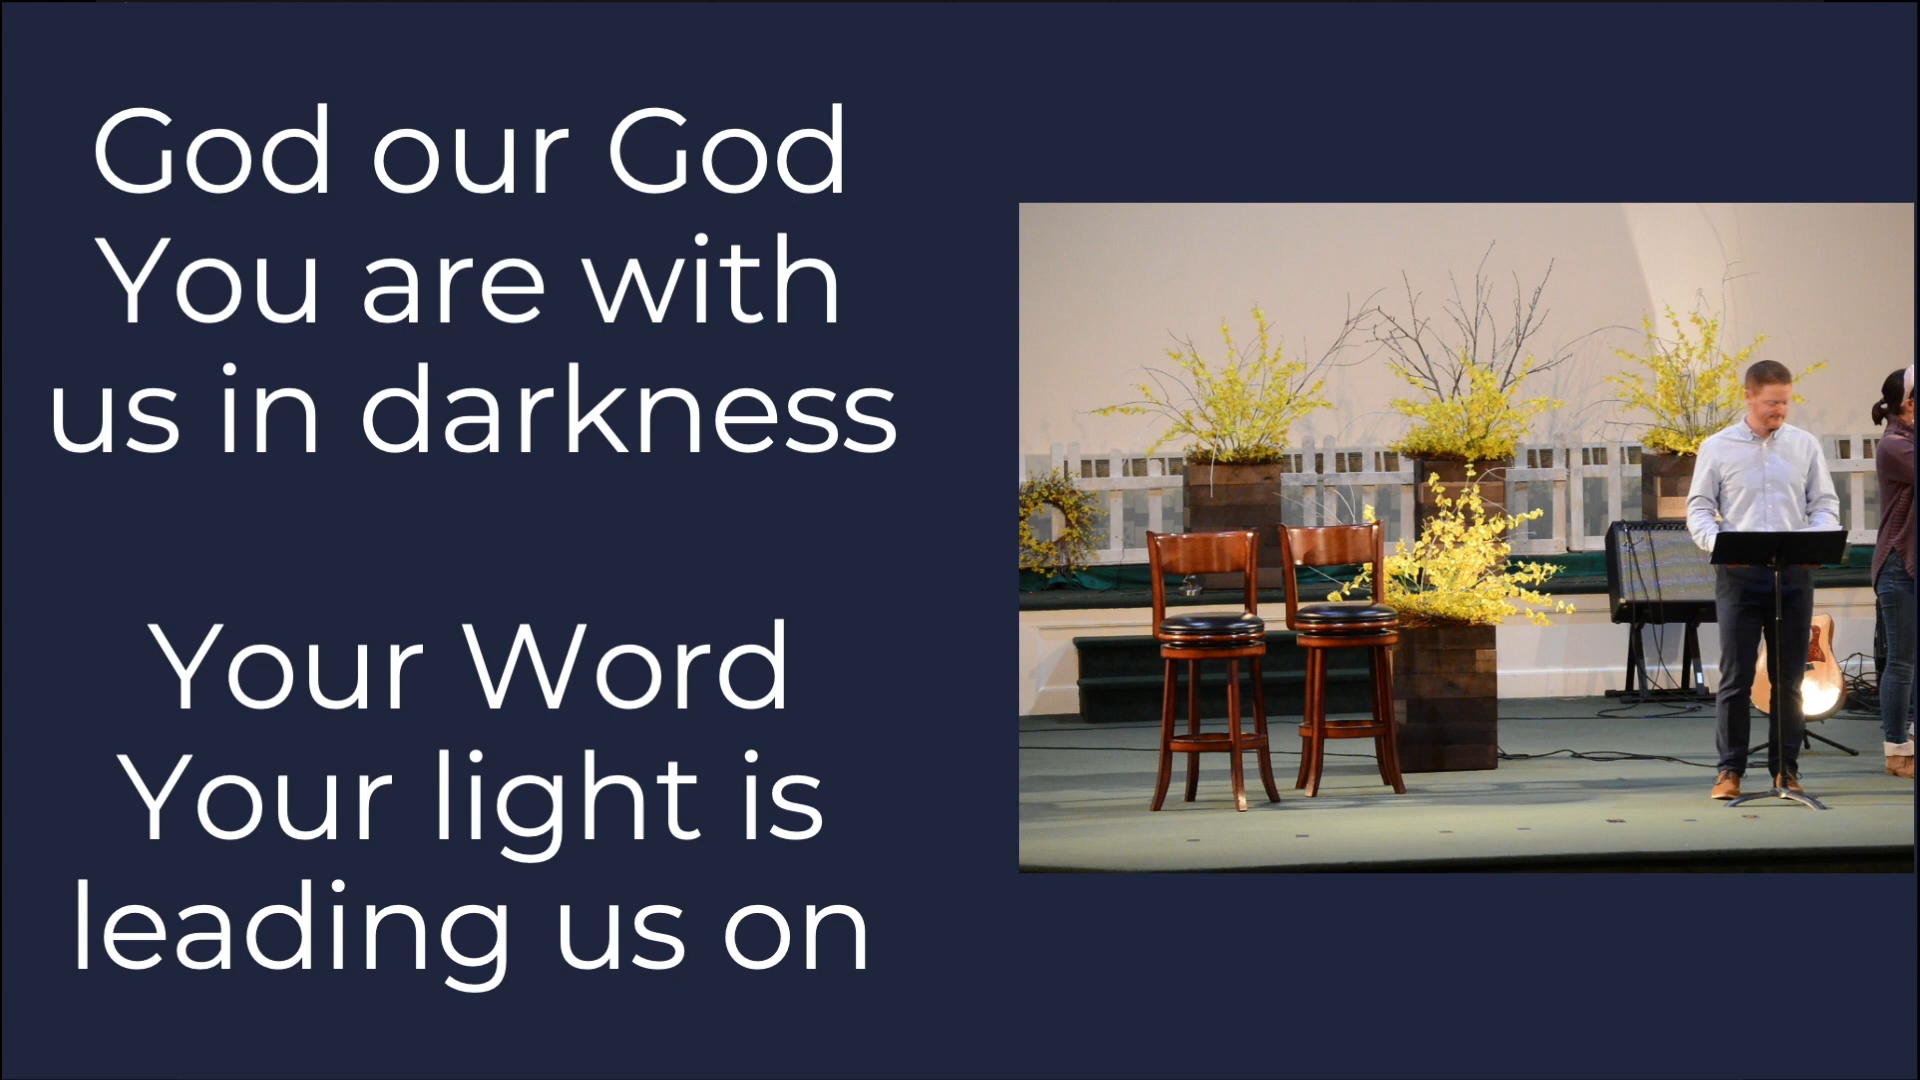 God our God
You are with
us in darkness
Your Word
Your light is
leading us on